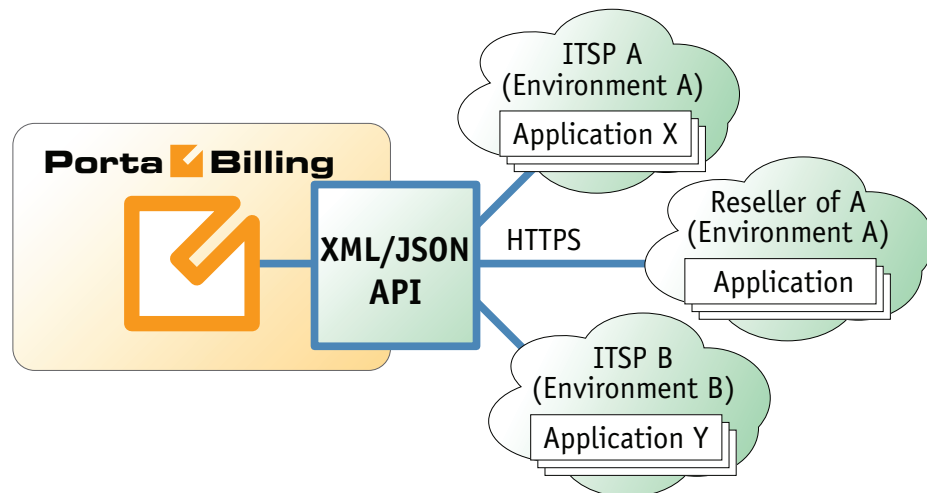 ITSP A
(Environment A)
Application X
Porta Billing
XML/JSON
API
HTTPS
Reseller of A
(Environment A)
Application
ITSP B
(Environment B)
Application Y